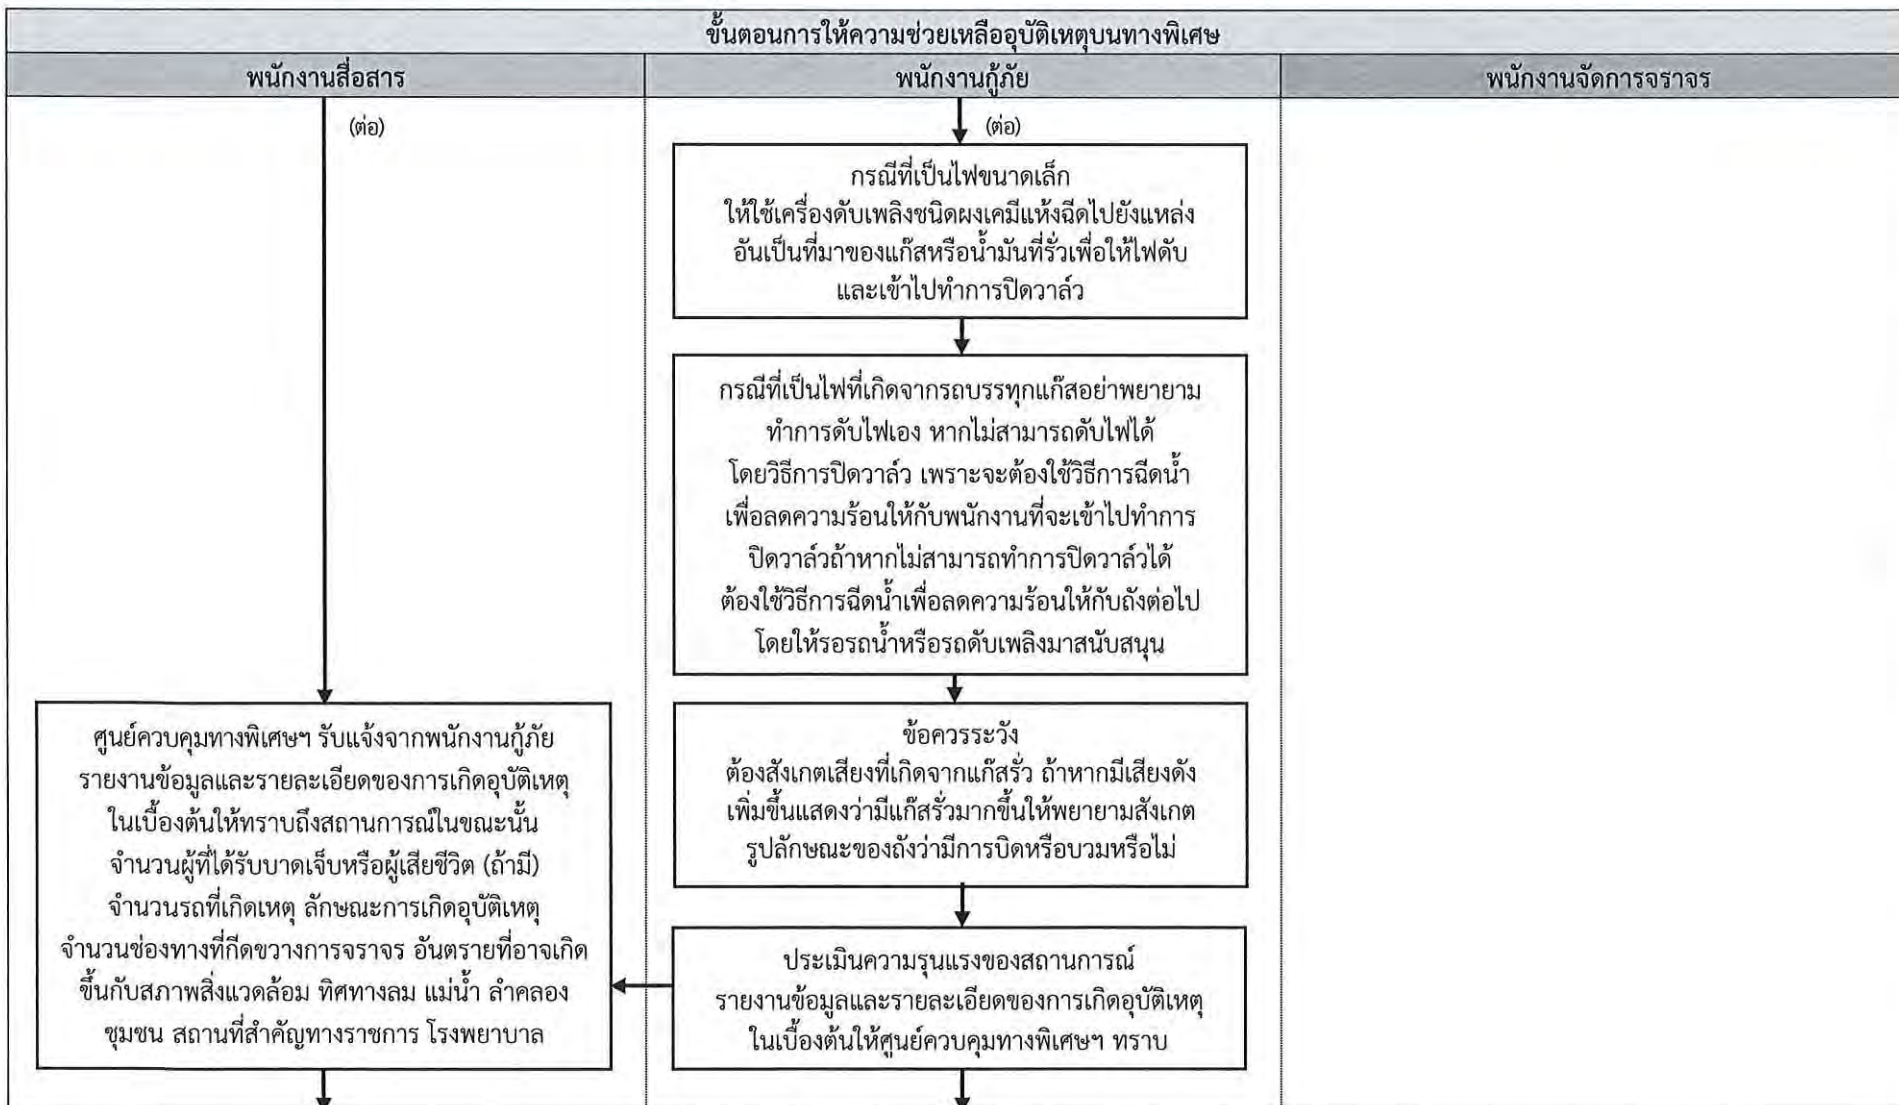 ขั้นตอนการให้ความช่วยเหลืออุบัติเหตุบนทางพิเศษ
พนักงานสื่อสาร
พนักงานกู้ภัย
พนักงานจัดการจราจร
(ต่อ)
(ต่อ)
กรณีที่เป็นไฟขนาดเล็ก
ให้ใช้เครื่องดับเพลิงชนิดผงเคมีแห้งฉีดไปยังแหล่ง
อันเป็นที่มาของแก๊สหรือน้ำมันที่รั่วเพื่อให้ไฟดับ
และเข้าไปทำการปิดวาล์ว
กรณีที่เป็นไฟที่เกิดจากรถบรรทุกแก๊สอย่าพยายาม
ทำการดับไฟเอง หากไม่สามารถดับไฟได้
โดยวิธีการปิดวาล์ว เพราะจะต้องใช้วิธีการฉีดน้ำ
เพื่อลดความร้อนให้กับพนักงานที่จะเข้าไปทำการ
ปิดวาล์วถ้าหากไม่สามารถทำการปิดวาล์วได้
ต้องใช้วิธีการฉีดน้ำเพื่อลดความร้อนให้กับถังต่อไป
โดยให้รอรถน้ำหรือรถดับเพลิงมาสนับสนุน
ศูนย์ควบคุมทางพิเศษฯ รับแจ้งจากพนักงานกู้ภัย
รายงานข้อมูลและรายละเอียดของการเกิดอุบัติเหตุ
ในเบื้องต้นให้ทราบถึงสถานการณ์ในขณะนั้น
จำนวนผู้ที่ได้รับบาดเจ็บหรือผู้เสียชีวิต (ถ้ามี)
จำนวนรถที่เกิดเหตุ ลักษณะการเกิดอุบัติเหตุ
จำนวนช่องทางที่กีดขวางการจราจร อันตรายที่อาจเกิด
ขึ้นกับสภาพสิ่งแวดล้อม ทิศทางลม แม่น้ำ ลำคลอง
ชุมชน สถานที่สำคัญทางราชการ โรงพยาบาล
ข้อควรระวัง
ต้องสังเกตเสียงที่เกิดจากแก๊สรั่ว ถ้าหากมีเสียงดัง
เพิ่มขึ้นแสดงว่ามีแก๊สรั่วมากขึ้นให้พยายามสังเกต
รูปลักษณะของถังว่ามีการบิดหรือบวมหรือไม่
ประเมินความรุนแรงของสถานการณ์
รายงานข้อมูลและรายละเอียดของการเกิดอุบัติเหตุ
ในเบื้องต้นให้ศูนย์ควบคุมทางพิเศษฯ ทราบ